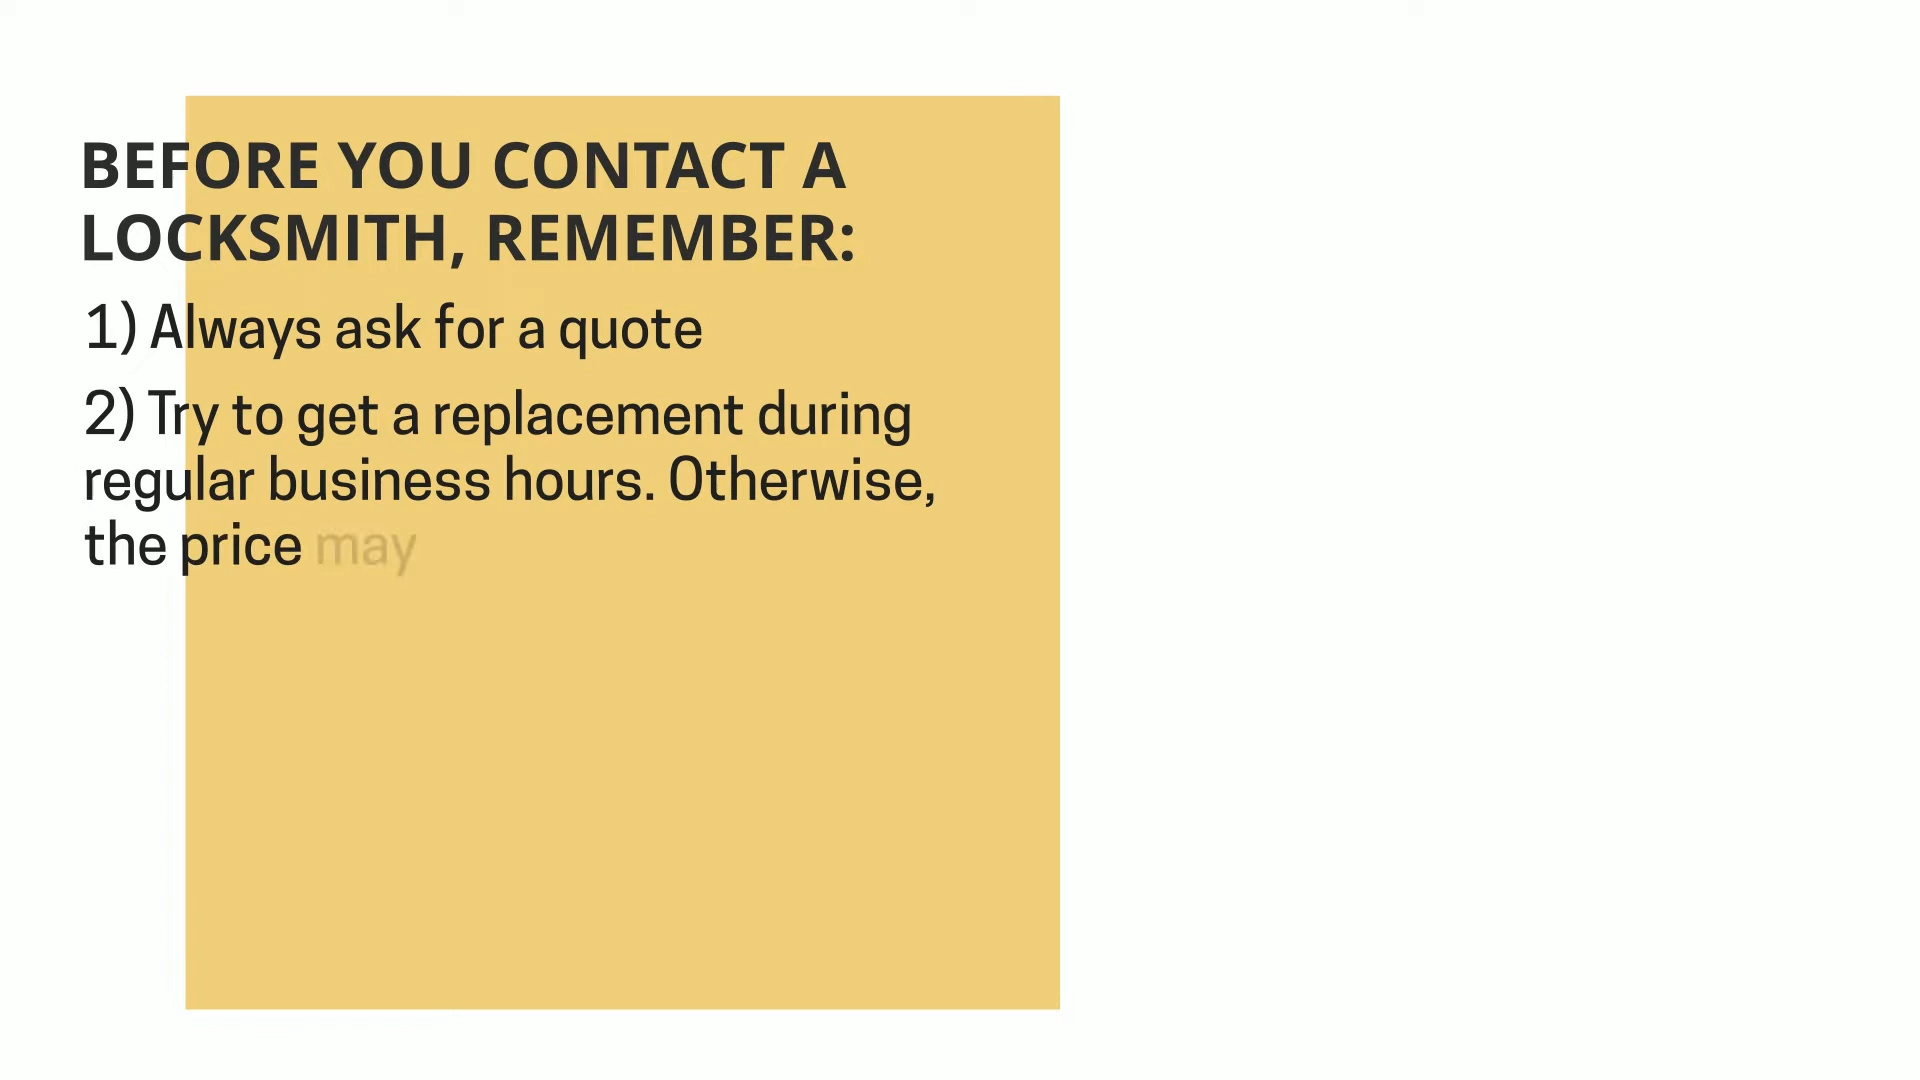 BEFORE YOU CONTACT A
LOCKSMITH, REMEMBER:
1) Always ask for a quote
2) Try to get a replacement during
regular business hours. Otherwise,
the price may